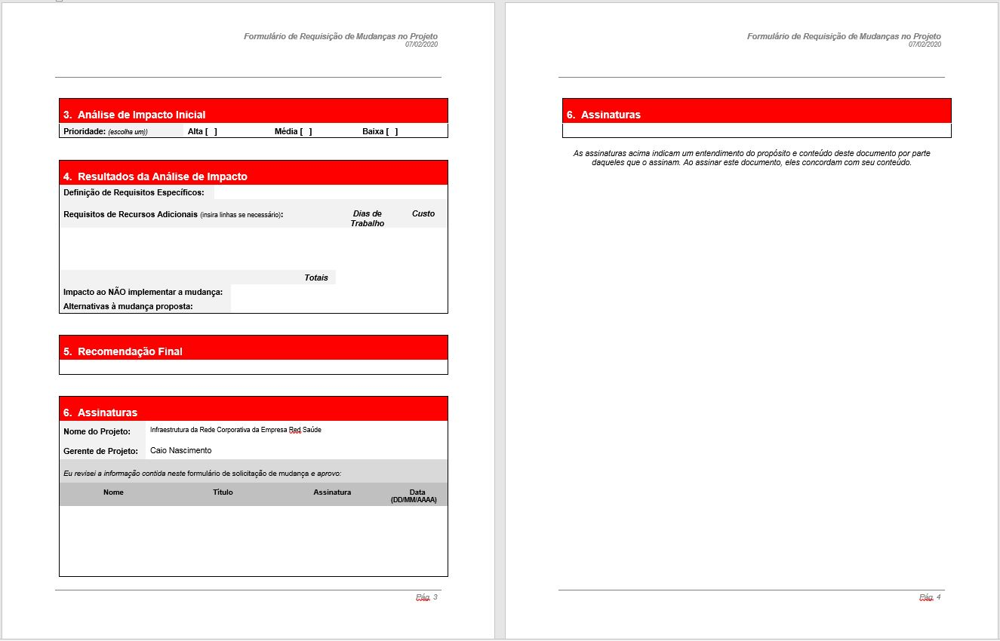 Formulário de Requisição de Mudanças no Projeto
07/02/2020
3. Análise de Impacto Inicial
Prioridade: (escolha um)) Alta [ ] Média [ ] Baixa [ ]
4. Resultados da Análise de Impacto
Definição de Requisitos Específicos:
Requisitos de Recursos Adicionais (insira linhas se necessário): Dias de Custo
Trabalho
Totais
Impacto ao NÃO implementar a mudança:
Alternativas à mudança proposta:
5. Recomendação Final
6. Assinaturas
Nome do Projeto: Infraestrutura da Rede Corporativa da Empresa Red Saúde
Gerente de Projeto: Caio Nascimento
Eu revisei a informação contida neste formulário de solicitação de mudança e aprovo:
Nome Título Assinatura Data
(DD/MM/AAAA)
Pág. 3
Formulário de Requisição de Mudanças no Projeto
07/02/2020
6. Assinaturas
As assinaturas acima indicam um entendimento do propósito e conteúdo deste documento por parte
daqueles que o assinam. Ao assinar este documento, eles concordam com seu conteúdo.
Pág. 4